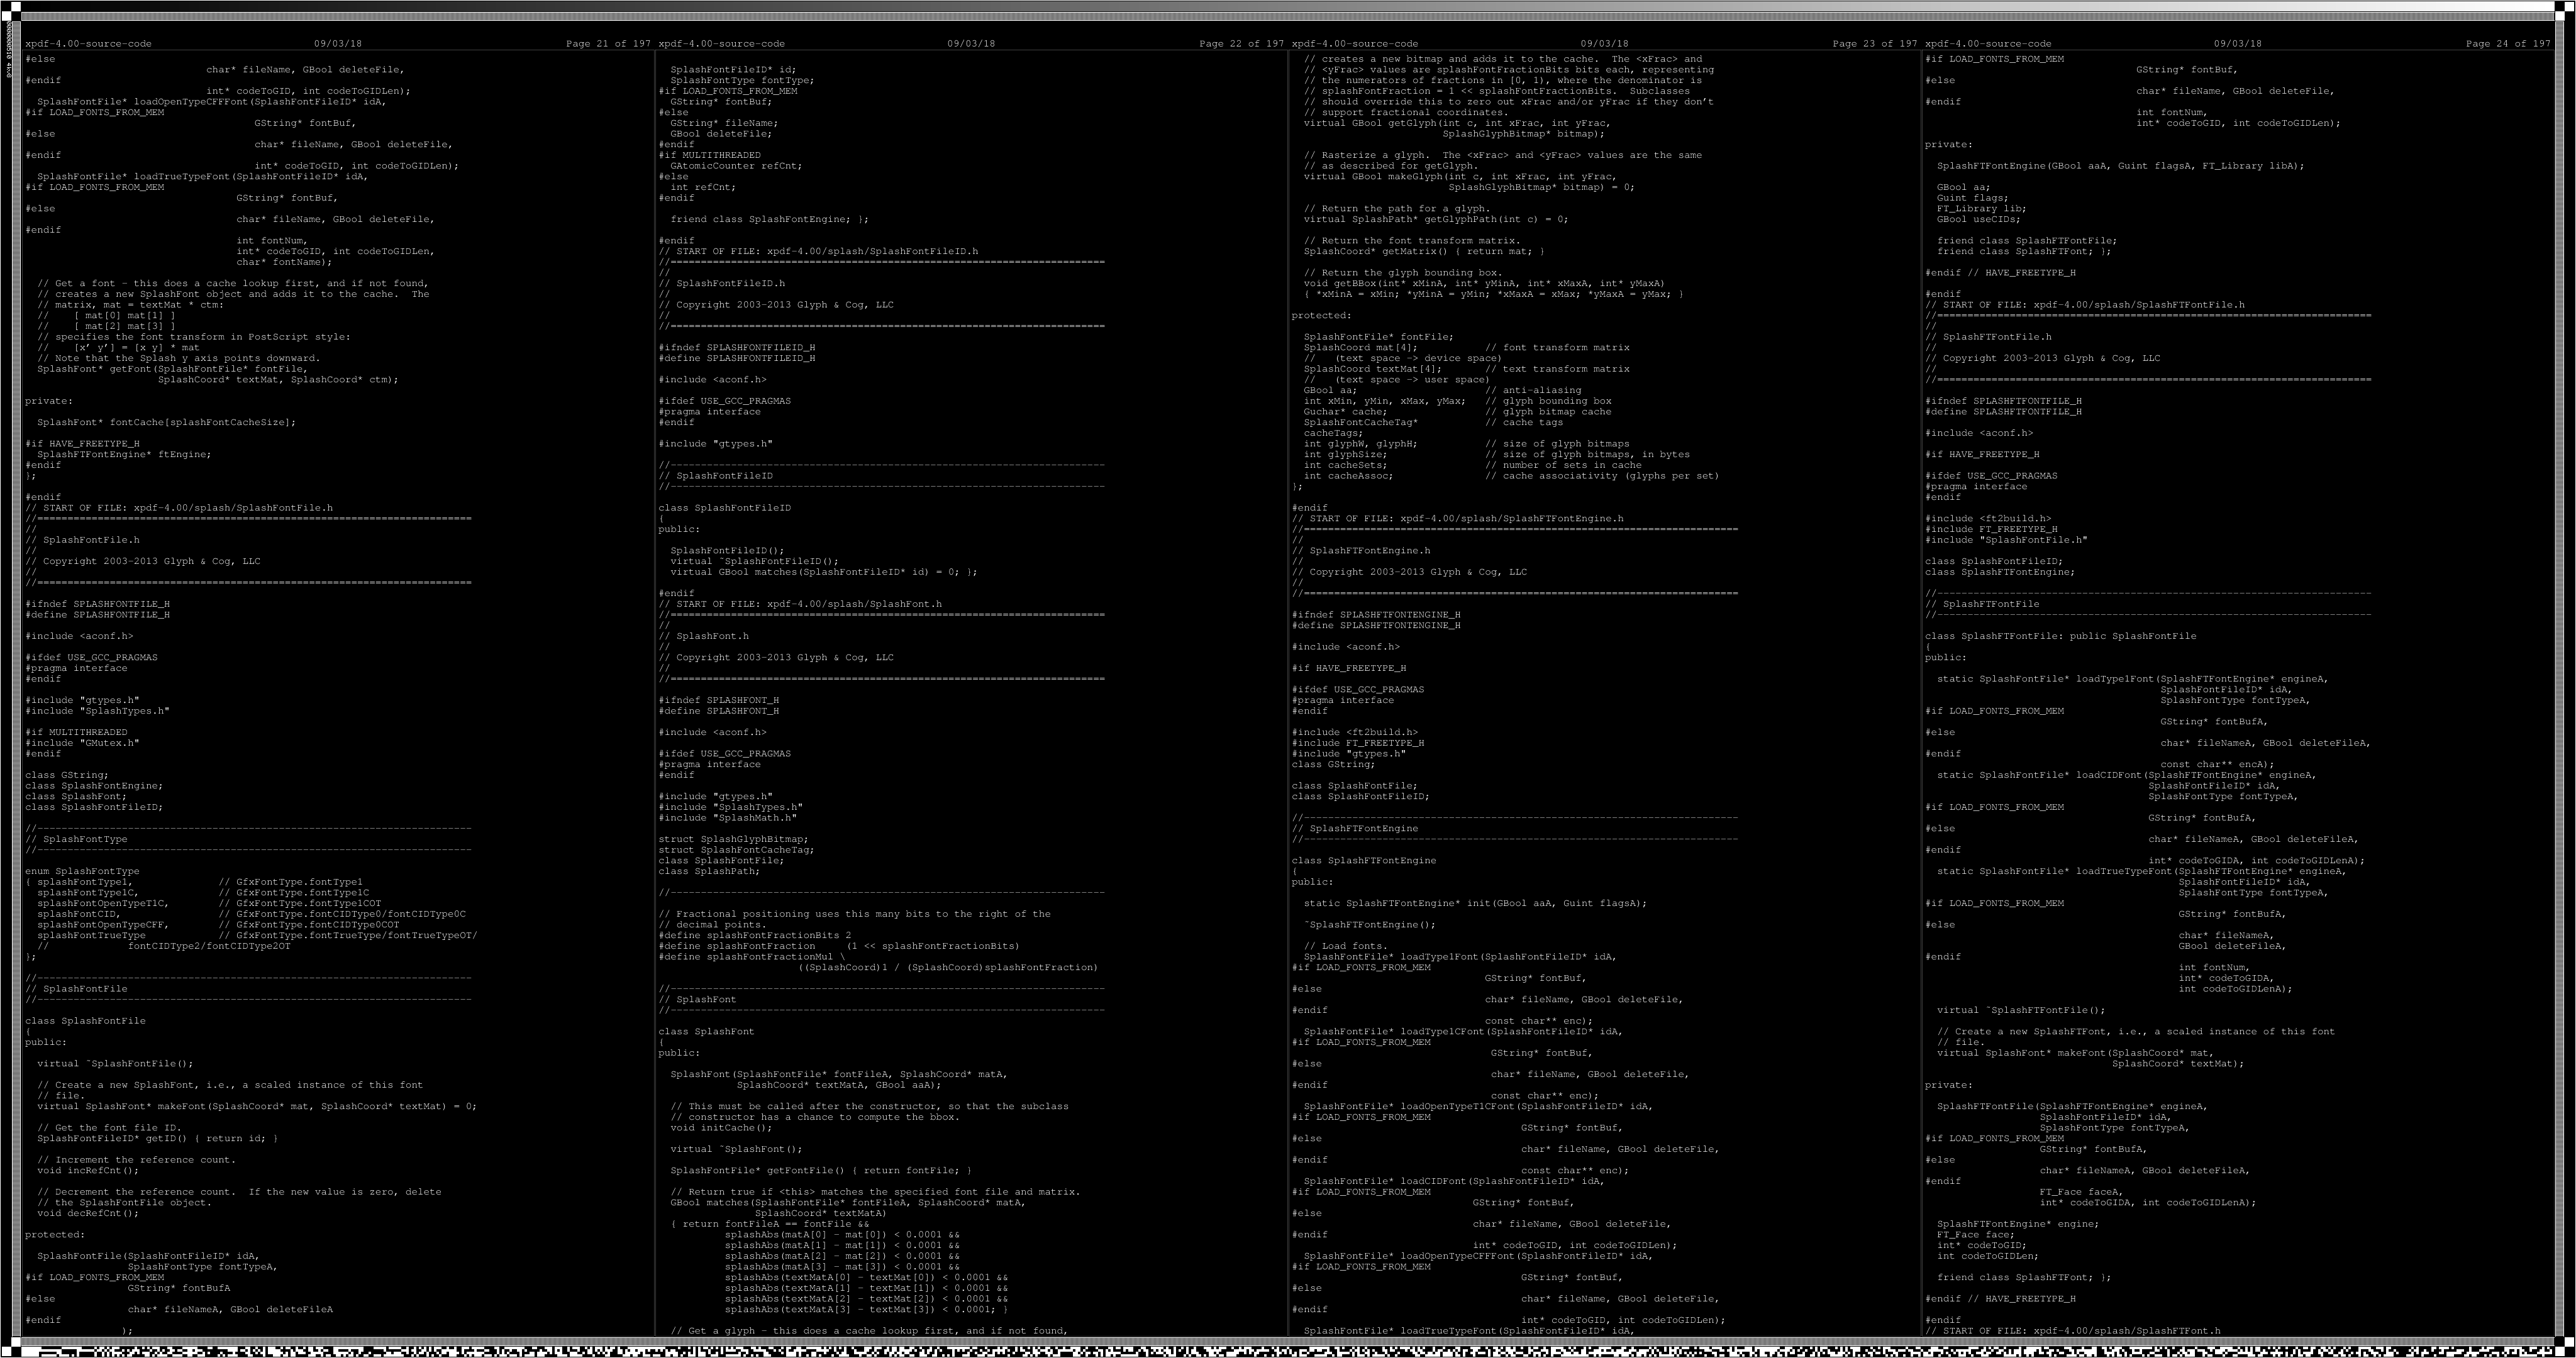 xpdf-4.00-source-code 09/03/18 Page 21 of 197
#else
char* fileName, GBool deleteFile,
#endif
int* codeToGID, int codeToGIDLen);
SplashFontFile* loadOpenTypeCFFFont(SplashFontFileID* idA,
#if LOAD_FONTS_FROM_MEM
GString* fontBuf,
#else
char* fileName, GBool deleteFile,
#endif
int* codeToGID, int codeToGIDLen);
SplashFontFile* loadTrueTypeFont(SplashFontFileID* idA,
#if LOAD_FONTS_FROM_MEM
GString* fontBuf,
#else
char* fileName, GBool deleteFile,
#endif
int fontNum,
int* codeToGID, int codeToGIDLen,
char* fontName);
// Get a font - this does a cache lookup first, and if not found,
// creates a new SplashFont object and adds it to the cache.  The
// matrix, mat = textMat * ctm:
//    [ mat[0] mat[1] ]
//    [ mat[2] mat[3] ]
// specifies the font transform in PostScript style:
//    [x' y'] = [x y] * mat
// Note that the Splash y axis points downward.
SplashFont* getFont(SplashFontFile* fontFile,
SplashCoord* textMat, SplashCoord* ctm);
private:
SplashFont* fontCache[splashFontCacheSize];
#if HAVE_FREETYPE_H
SplashFTFontEngine* ftEngine;
#endif
};
#endif
// START OF FILE: xpdf-4.00/splash/SplashFontFile.h
//========================================================================
//
// SplashFontFile.h
//
// Copyright 2003-2013 Glyph & Cog, LLC
//
//========================================================================
#ifndef SPLASHFONTFILE_H
#define SPLASHFONTFILE_H
#include <aconf.h>
#ifdef USE_GCC_PRAGMAS
#pragma interface
#endif
#include "gtypes.h"
#include "SplashTypes.h"
#if MULTITHREADED
#include "GMutex.h"
#endif
class GString;
class SplashFontEngine;
class SplashFont;
class SplashFontFileID;
//------------------------------------------------------------------------
// SplashFontType
//------------------------------------------------------------------------
enum SplashFontType
{ splashFontType1,              // GfxFontType.fontType1
splashFontType1C,             // GfxFontType.fontType1C
splashFontOpenTypeT1C,        // GfxFontType.fontType1COT
splashFontCID,                // GfxFontType.fontCIDType0/fontCIDType0C
splashFontOpenTypeCFF,        // GfxFontType.fontCIDType0COT
splashFontTrueType            // GfxFontType.fontTrueType/fontTrueTypeOT/
//             fontCIDType2/fontCIDType2OT
};
//------------------------------------------------------------------------
// SplashFontFile
//------------------------------------------------------------------------
class SplashFontFile
{
public:
virtual ~SplashFontFile();
// Create a new SplashFont, i.e., a scaled instance of this font
// file.
virtual SplashFont* makeFont(SplashCoord* mat, SplashCoord* textMat) = 0;
// Get the font file ID.
SplashFontFileID* getID() { return id; }
// Increment the reference count.
void incRefCnt();
// Decrement the reference count.  If the new value is zero, delete
// the SplashFontFile object.
void decRefCnt();
protected:
SplashFontFile(SplashFontFileID* idA,
SplashFontType fontTypeA,
#if LOAD_FONTS_FROM_MEM
GString* fontBufA
#else
char* fileNameA, GBool deleteFileA
#endif
);
xpdf-4.00-source-code 09/03/18 Page 22 of 197
SplashFontFileID* id;
SplashFontType fontType;
#if LOAD_FONTS_FROM_MEM
GString* fontBuf;
#else
GString* fileName;
GBool deleteFile;
#endif
#if MULTITHREADED
GAtomicCounter refCnt;
#else
int refCnt;
#endif
friend class SplashFontEngine; };
#endif
// START OF FILE: xpdf-4.00/splash/SplashFontFileID.h
//========================================================================
//
// SplashFontFileID.h
//
// Copyright 2003-2013 Glyph & Cog, LLC
//
//========================================================================
#ifndef SPLASHFONTFILEID_H
#define SPLASHFONTFILEID_H
#include <aconf.h>
#ifdef USE_GCC_PRAGMAS
#pragma interface
#endif
#include "gtypes.h"
//------------------------------------------------------------------------
// SplashFontFileID
//------------------------------------------------------------------------
class SplashFontFileID
{
public:
SplashFontFileID();
virtual ~SplashFontFileID();
virtual GBool matches(SplashFontFileID* id) = 0; };
#endif
// START OF FILE: xpdf-4.00/splash/SplashFont.h
//========================================================================
//
// SplashFont.h
//
// Copyright 2003-2013 Glyph & Cog, LLC
//
//========================================================================
#ifndef SPLASHFONT_H
#define SPLASHFONT_H
#include <aconf.h>
#ifdef USE_GCC_PRAGMAS
#pragma interface
#endif
#include "gtypes.h"
#include "SplashTypes.h"
#include "SplashMath.h"
struct SplashGlyphBitmap;
struct SplashFontCacheTag;
class SplashFontFile;
class SplashPath;
//------------------------------------------------------------------------
// Fractional positioning uses this many bits to the right of the
// decimal points.
#define splashFontFractionBits 2
#define splashFontFraction     (1 << splashFontFractionBits)
#define splashFontFractionMul \
((SplashCoord)1 / (SplashCoord)splashFontFraction)
//------------------------------------------------------------------------
// SplashFont
//------------------------------------------------------------------------
class SplashFont
{
public:
SplashFont(SplashFontFile* fontFileA, SplashCoord* matA,
SplashCoord* textMatA, GBool aaA);
// This must be called after the constructor, so that the subclass
// constructor has a chance to compute the bbox.
void initCache();
virtual ~SplashFont();
SplashFontFile* getFontFile() { return fontFile; }
// Return true if <this> matches the specified font file and matrix.
GBool matches(SplashFontFile* fontFileA, SplashCoord* matA,
SplashCoord* textMatA)
{ return fontFileA == fontFile &&
splashAbs(matA[0] - mat[0]) < 0.0001 &&
splashAbs(matA[1] - mat[1]) < 0.0001 &&
splashAbs(matA[2] - mat[2]) < 0.0001 &&
splashAbs(matA[3] - mat[3]) < 0.0001 &&
splashAbs(textMatA[0] - textMat[0]) < 0.0001 &&
splashAbs(textMatA[1] - textMat[1]) < 0.0001 &&
splashAbs(textMatA[2] - textMat[2]) < 0.0001 &&
splashAbs(textMatA[3] - textMat[3]) < 0.0001; }
// Get a glyph - this does a cache lookup first, and if not found,
xpdf-4.00-source-code 09/03/18 Page 23 of 197
// creates a new bitmap and adds it to the cache.  The <xFrac> and
// <yFrac> values are splashFontFractionBits bits each, representing
// the numerators of fractions in [0, 1), where the denominator is
// splashFontFraction = 1 << splashFontFractionBits.  Subclasses
// should override this to zero out xFrac and/or yFrac if they don't
// support fractional coordinates.
virtual GBool getGlyph(int c, int xFrac, int yFrac,
SplashGlyphBitmap* bitmap);
// Rasterize a glyph.  The <xFrac> and <yFrac> values are the same
// as described for getGlyph.
virtual GBool makeGlyph(int c, int xFrac, int yFrac,
SplashGlyphBitmap* bitmap) = 0;
// Return the path for a glyph.
virtual SplashPath* getGlyphPath(int c) = 0;
// Return the font transform matrix.
SplashCoord* getMatrix() { return mat; }
// Return the glyph bounding box.
void getBBox(int* xMinA, int* yMinA, int* xMaxA, int* yMaxA)
{ *xMinA = xMin; *yMinA = yMin; *xMaxA = xMax; *yMaxA = yMax; }
protected:
SplashFontFile* fontFile;
SplashCoord mat[4];           // font transform matrix
//   (text space -> device space)
SplashCoord textMat[4];       // text transform matrix
//   (text space -> user space)
GBool aa;                     // anti-aliasing
int xMin, yMin, xMax, yMax;   // glyph bounding box
Guchar* cache;                // glyph bitmap cache
SplashFontCacheTag*           // cache tags
cacheTags;
int glyphW, glyphH;           // size of glyph bitmaps
int glyphSize;                // size of glyph bitmaps, in bytes
int cacheSets;                // number of sets in cache
int cacheAssoc;               // cache associativity (glyphs per set)
};
#endif
// START OF FILE: xpdf-4.00/splash/SplashFTFontEngine.h
//========================================================================
//
// SplashFTFontEngine.h
//
// Copyright 2003-2013 Glyph & Cog, LLC
//
//========================================================================
#ifndef SPLASHFTFONTENGINE_H
#define SPLASHFTFONTENGINE_H
#include <aconf.h>
#if HAVE_FREETYPE_H
#ifdef USE_GCC_PRAGMAS
#pragma interface
#endif
#include <ft2build.h>
#include FT_FREETYPE_H
#include "gtypes.h"
class GString;
class SplashFontFile;
class SplashFontFileID;
//------------------------------------------------------------------------
// SplashFTFontEngine
//------------------------------------------------------------------------
class SplashFTFontEngine
{
public:
static SplashFTFontEngine* init(GBool aaA, Guint flagsA);
~SplashFTFontEngine();
// Load fonts.
SplashFontFile* loadType1Font(SplashFontFileID* idA,
#if LOAD_FONTS_FROM_MEM
GString* fontBuf,
#else
char* fileName, GBool deleteFile,
#endif
const char** enc);
SplashFontFile* loadType1CFont(SplashFontFileID* idA,
#if LOAD_FONTS_FROM_MEM
GString* fontBuf,
#else
char* fileName, GBool deleteFile,
#endif
const char** enc);
SplashFontFile* loadOpenTypeT1CFont(SplashFontFileID* idA,
#if LOAD_FONTS_FROM_MEM
GString* fontBuf,
#else
char* fileName, GBool deleteFile,
#endif
const char** enc);
SplashFontFile* loadCIDFont(SplashFontFileID* idA,
#if LOAD_FONTS_FROM_MEM
GString* fontBuf,
#else
char* fileName, GBool deleteFile,
#endif
int* codeToGID, int codeToGIDLen);
SplashFontFile* loadOpenTypeCFFFont(SplashFontFileID* idA,
#if LOAD_FONTS_FROM_MEM
GString* fontBuf,
#else
char* fileName, GBool deleteFile,
#endif
int* codeToGID, int codeToGIDLen);
SplashFontFile* loadTrueTypeFont(SplashFontFileID* idA,
xpdf-4.00-source-code 09/03/18 Page 24 of 197
#if LOAD_FONTS_FROM_MEM
GString* fontBuf,
#else
char* fileName, GBool deleteFile,
#endif
int fontNum,
int* codeToGID, int codeToGIDLen);
private:
SplashFTFontEngine(GBool aaA, Guint flagsA, FT_Library libA);
GBool aa;
Guint flags;
FT_Library lib;
GBool useCIDs;
friend class SplashFTFontFile;
friend class SplashFTFont; };
#endif // HAVE_FREETYPE_H
#endif
// START OF FILE: xpdf-4.00/splash/SplashFTFontFile.h
//========================================================================
//
// SplashFTFontFile.h
//
// Copyright 2003-2013 Glyph & Cog, LLC
//
//========================================================================
#ifndef SPLASHFTFONTFILE_H
#define SPLASHFTFONTFILE_H
#include <aconf.h>
#if HAVE_FREETYPE_H
#ifdef USE_GCC_PRAGMAS
#pragma interface
#endif
#include <ft2build.h>
#include FT_FREETYPE_H
#include "SplashFontFile.h"
class SplashFontFileID;
class SplashFTFontEngine;
//------------------------------------------------------------------------
// SplashFTFontFile
//------------------------------------------------------------------------
class SplashFTFontFile: public SplashFontFile
{
public:
static SplashFontFile* loadType1Font(SplashFTFontEngine* engineA,
SplashFontFileID* idA,
SplashFontType fontTypeA,
#if LOAD_FONTS_FROM_MEM
GString* fontBufA,
#else
char* fileNameA, GBool deleteFileA,
#endif
const char** encA);
static SplashFontFile* loadCIDFont(SplashFTFontEngine* engineA,
SplashFontFileID* idA,
SplashFontType fontTypeA,
#if LOAD_FONTS_FROM_MEM
GString* fontBufA,
#else
char* fileNameA, GBool deleteFileA,
#endif
int* codeToGIDA, int codeToGIDLenA);
static SplashFontFile* loadTrueTypeFont(SplashFTFontEngine* engineA,
SplashFontFileID* idA,
SplashFontType fontTypeA,
#if LOAD_FONTS_FROM_MEM
GString* fontBufA,
#else
char* fileNameA,
GBool deleteFileA,
#endif
int fontNum,
int* codeToGIDA,
int codeToGIDLenA);
virtual ~SplashFTFontFile();
// Create a new SplashFTFont, i.e., a scaled instance of this font
// file.
virtual SplashFont* makeFont(SplashCoord* mat,
SplashCoord* textMat);
private:
SplashFTFontFile(SplashFTFontEngine* engineA,
SplashFontFileID* idA,
SplashFontType fontTypeA,
#if LOAD_FONTS_FROM_MEM
GString* fontBufA,
#else
char* fileNameA, GBool deleteFileA,
#endif
FT_Face faceA,
int* codeToGIDA, int codeToGIDLenA);
SplashFTFontEngine* engine;
FT_Face face;
int* codeToGID;
int codeToGIDLen;
friend class SplashFTFont; };
#endif // HAVE_FREETYPE_H
#endif
// START OF FILE: xpdf-4.00/splash/SplashFTFont.h